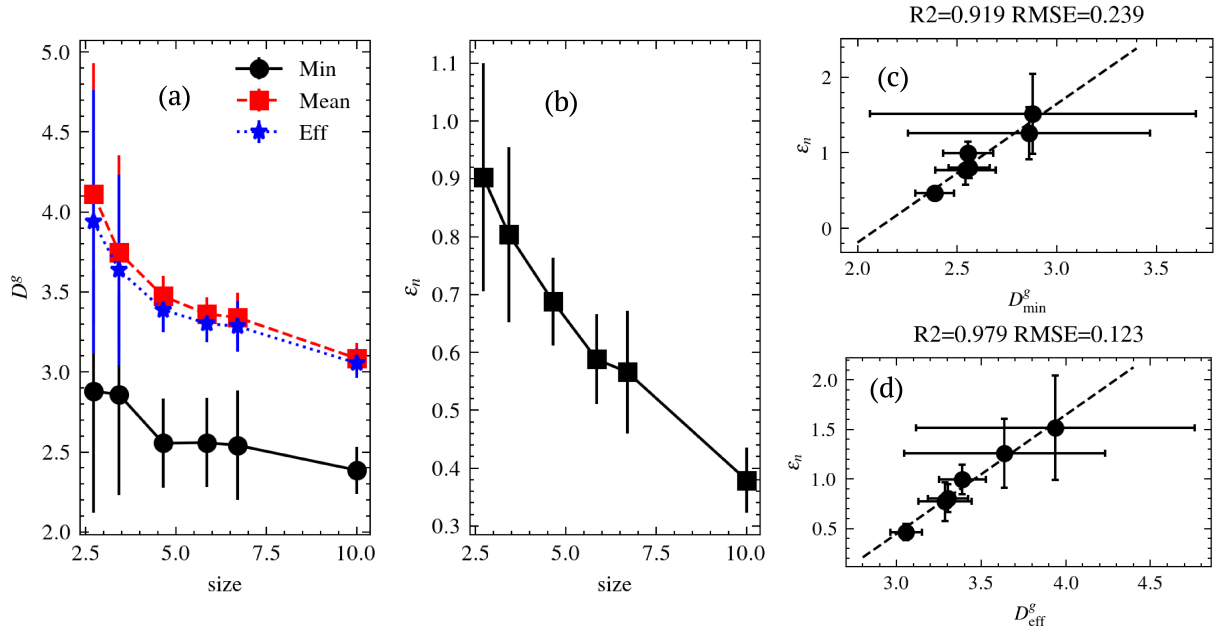 R2=0.919 RMSE=0.239
5.0
4.5
4.0
3.5
3.0
2.5
2.0
D^g
2.5
5.0
7.5
10.0
size
(a)
Min
Mean
Eff
1.1
1.0
0.9
0.8
0.7
0.6
0.5
0.4
0.3
ε_n
2.5
5.0
7.5
10.0
size
(b)
2
1
0
ε_n
(c)
2.0
2.5
3.0
3.5
D^g_min
R2=0.979 RMSE=0.123
2.0
1.5
1.0
0.5
ε_n
(d)
3.0
3.5
4.0
4.5
D^g_eff